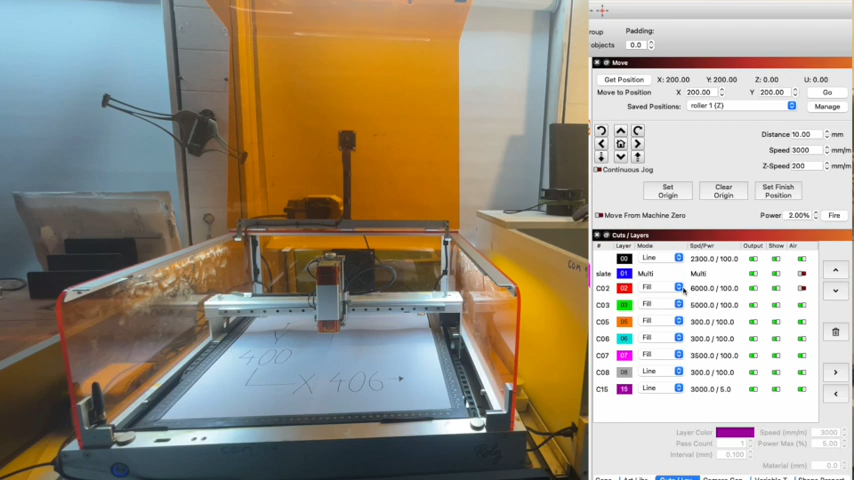 400
X 406
com
roup
Padding:
objects 0.0
Move
Get Position X: 200.00 Y: 200.00 Z: 0.00 U: 0.00
Move to Position X 200.00 Y 200.00 Go
Saved Positions: roller 1 {Z} Manage
Distance 10.00 mm
Speed 3000 mm/m
Z-Speed 200 mm/m
Continuous Jog
Set Origin
Clear Origin
Set Finish Position
Move From Machine Zero Power 2.00% Fire
Cuts / Layers
# Layer Mode Spd/Pwr Output Show Air
00 Line 2300.0 / 100.0
slate 01 Multi Multi
C02 02 Fill 6000.0 / 100.0
C03 03 Fill 5000.0 / 100.0
C05 05 Fill 300.0 / 100.0
C06 06 Fill 300.0 / 100.0
C07 07 Fill 3500.0 / 100.0
C08 08 Line 300.0 / 100.0
C15 15 Line 3000.0 / 5.0
Layer Color Speed (mm/m) 3000
Pass Count 1 Power Max (%) 5.00
Interval (mm) 0.100
Material (mm) 0.0